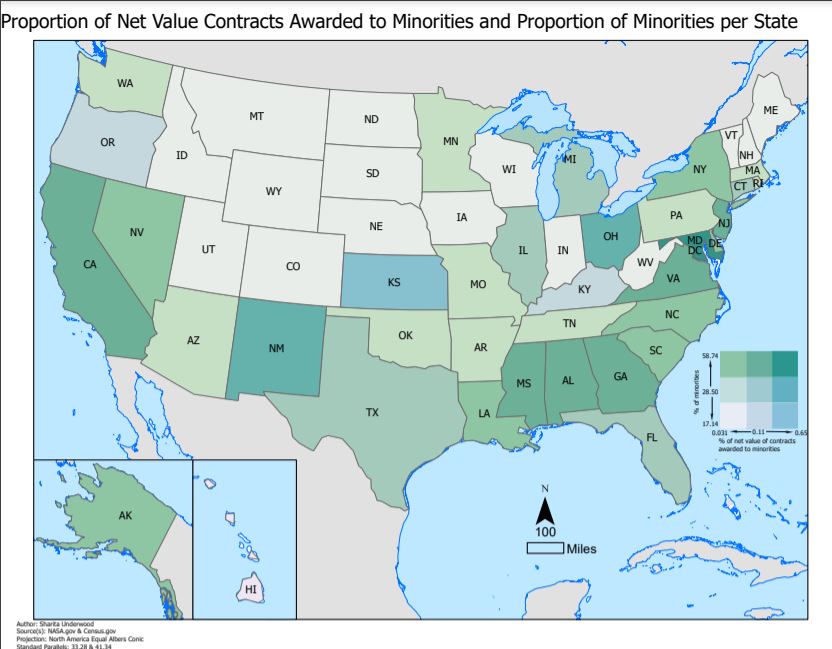 Proportion of Net Value Contracts Awarded to Minorities and Proportion of Minorities per State
WA
MT
ND
MN
ME
OR
ID
SD
WI
MI
VT
NH
NY
MA
CT
RI
WY
IA
PA
NJ
NE
NV
UT
CO
IL
IN
OH
MD
DE
DC
CA
KS
MO
WV
VA
KY
NC
AZ
NM
OK
AR
TN
SC
TX
LA
MS
AL
GA
FL
58.74
28.50
17.14
% of minorities
0.031
0.11
0.65
% of net value of contracts
awarded to minorities
N
100
Miles
AK
HI
Author: Sharita Underwood
Source(s): NASA.gov & Census.gov
Projection: North America Equal Albers Conic
Standard Parallels: 33.28 & 41.34